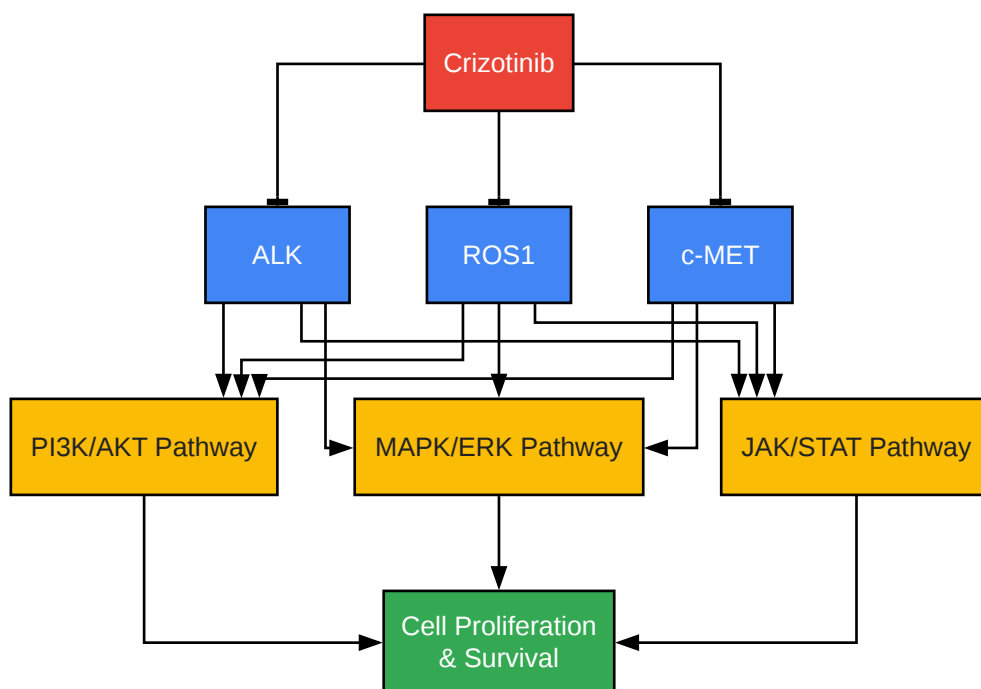 Crizotinib
ALK
ROS1
c-MET
PI3K/AKT Pathway
MAPK/ERK Pathway
JAK/STAT Pathway
Cell Proliferation
& Survival